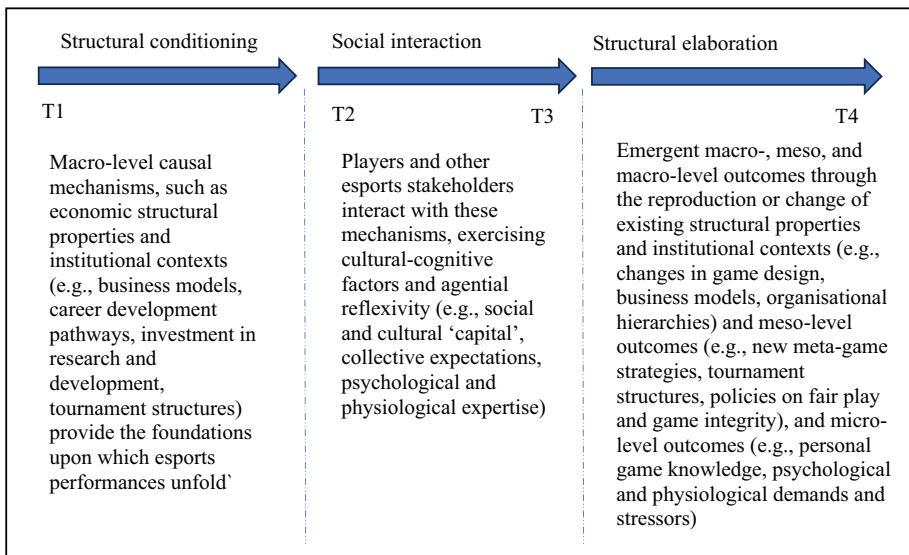 Structural conditioning
Social interaction
Structural elaboration
T1
T2
T3
T4
Macro-level causal
mechanisms, such as
economic structural
properties and
institutional contexts
(e.g., business models,
career development
pathways, investment in
research and
development,
tournament structures)
provide the foundations
upon which esports
performances unfold`
Players and other
esports stakeholders
interact with these
mechanisms, exercising
cultural-cognitive
factors and agential
reflexivity (e.g., social
and cultural ‘capital’,
collective expectations,
psychological and
physiological expertise)
Emergent macro-, meso, and
macro-level outcomes through
the reproduction or change of
existing structural properties
and institutional contexts (e.g.,
changes in game design,
business models, organisational
hierarchies) and meso-level
outcomes (e.g., new meta-game
strategies, tournament
structures, policies on fair play
and game integrity), and micro-
level outcomes (e.g., personal
game knowledge, psychological
and physiological demands and
stressors)